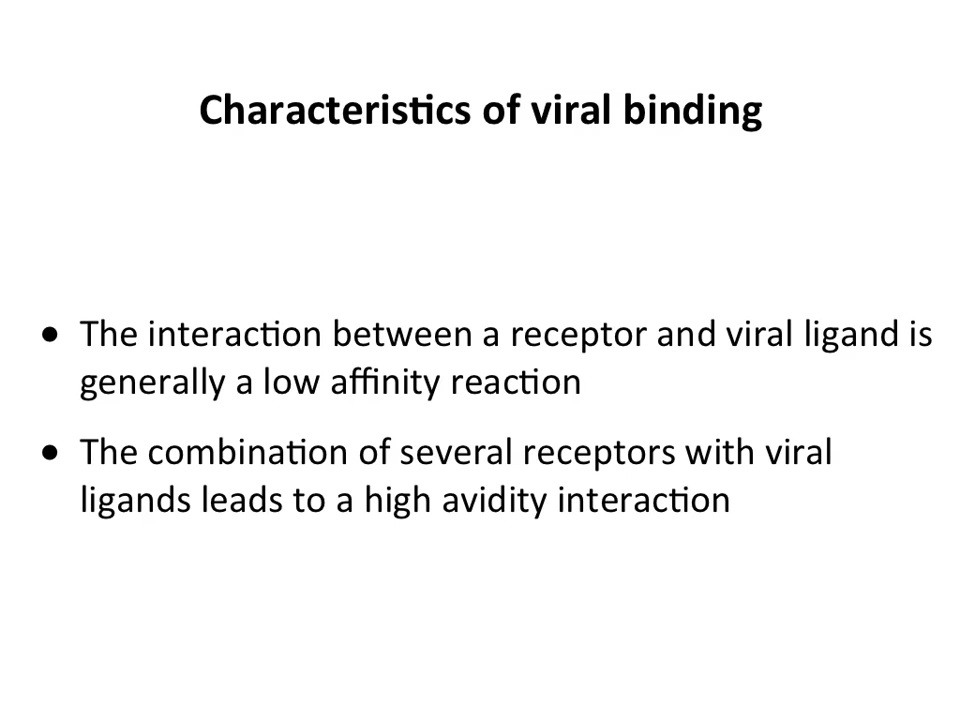 Characteristics of viral binding
• The interaction between a receptor and viral ligand is
generally a low affinity reaction
• The combination of several receptors with viral
ligands leads to a high avidity interaction